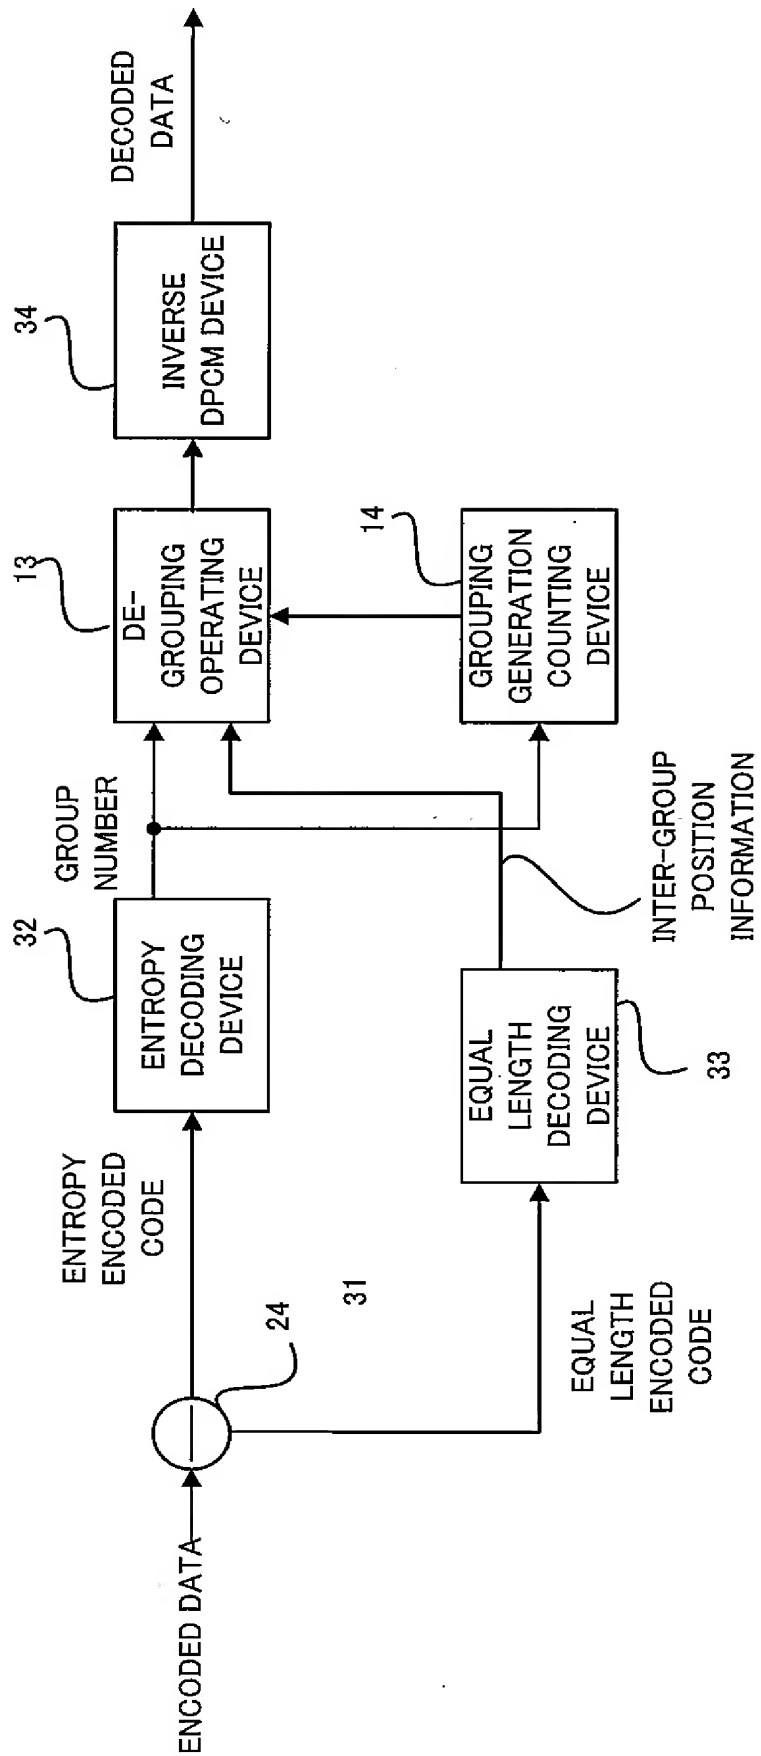 ENCODED DATA
24
31
ENTROPY
ENCODED
CODE
EQUAL
LENGTH
ENCODED
CODE
32
ENTROPY
DECODING
DEVICE
EQUAL
LENGTH
DECODING
DEVICE
33
GROUP
NUMBER
INTER-GROUP
POSITION
INFORMATION
13
DE-
GROUPING
OPERATING
DEVICE
14
GROUPING
GENERATION
COUNTING
DEVICE
34
INVERSE
DPCM DEVICE
DECODED
DATA